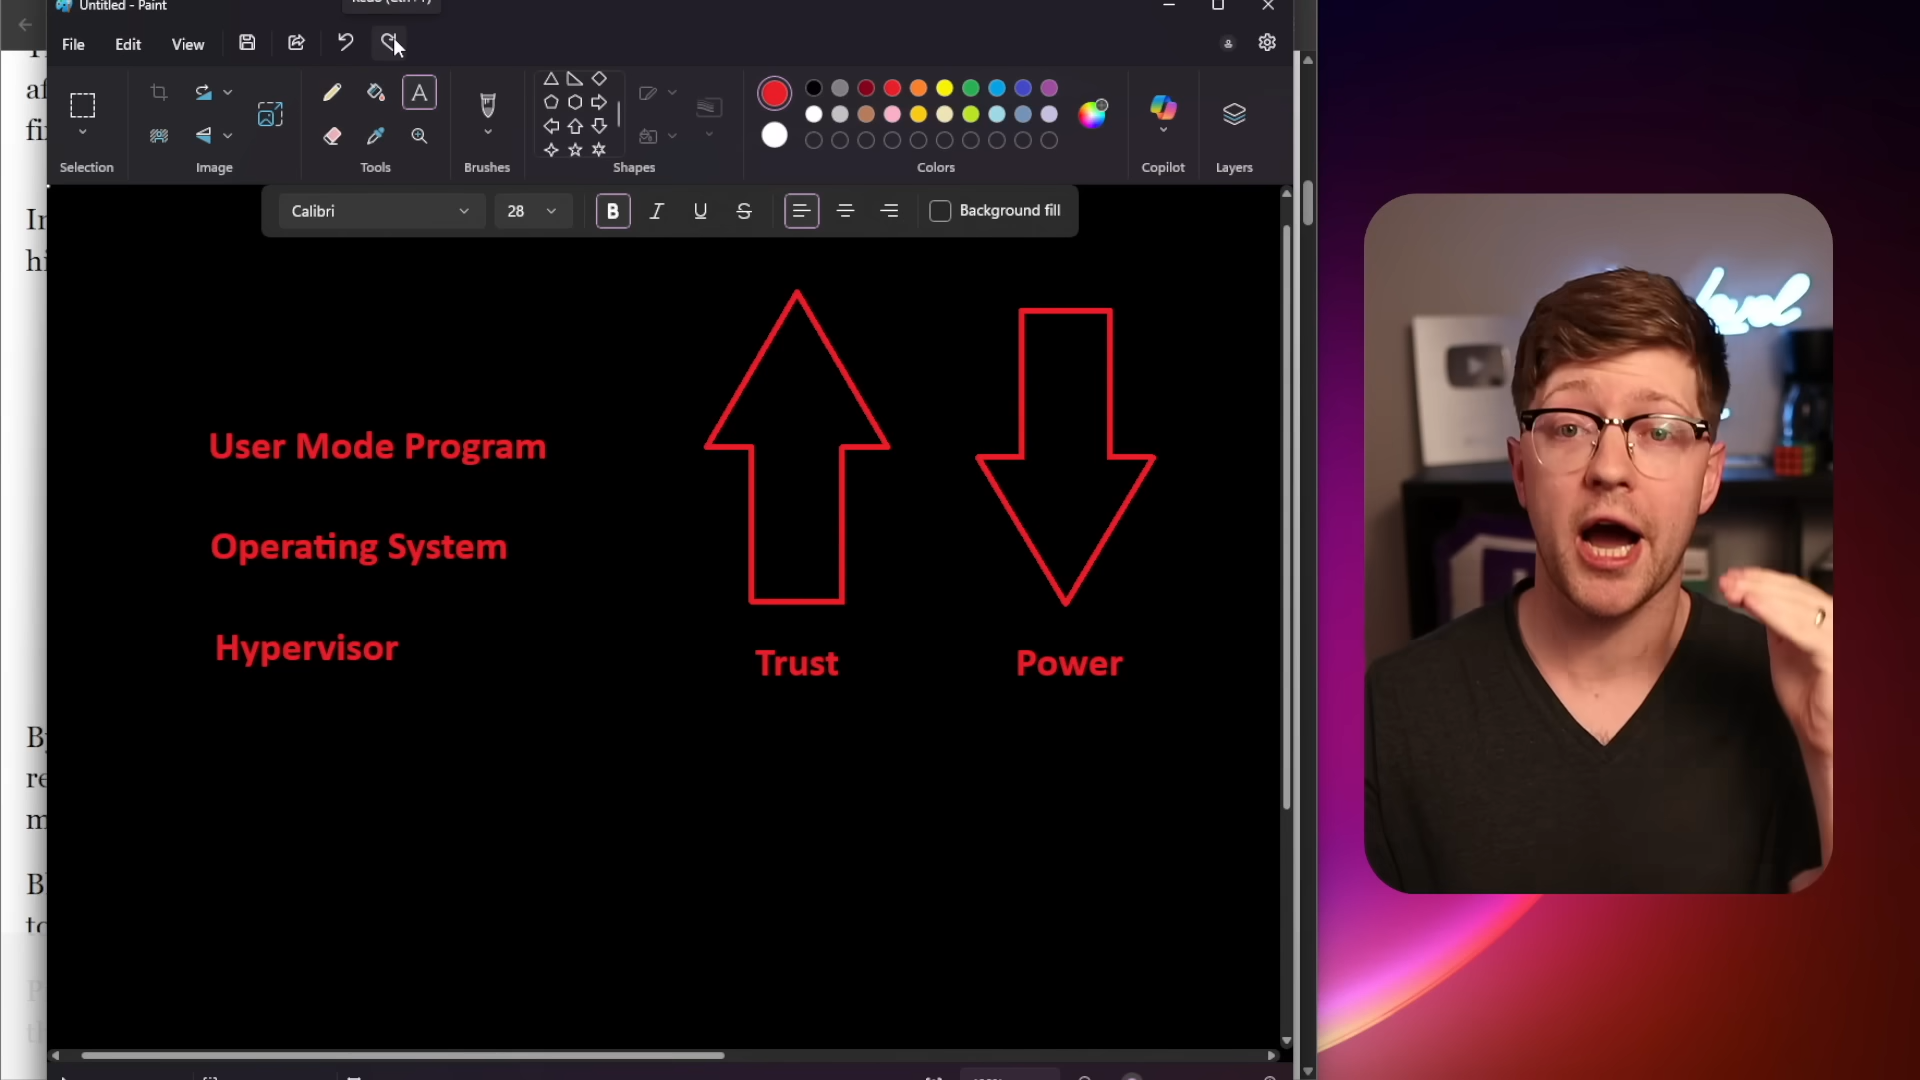 Untitled - Paint
File Edit View
Selection Image Tools Brushes Shapes Colors Copilot Layers
Calibri 28 B I U S Background fill
User Mode Program
Operating System
Hypervisor
Trust
Power